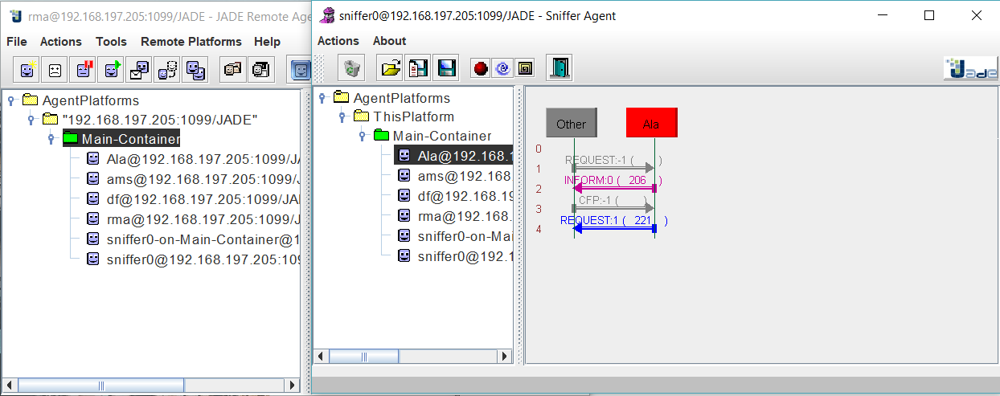 rma@192.168.197.205:1099/JADE - JADE Remote Age
File Actions Tools Remote Platforms Help
AgentPlatforms
"192.168.197.205:1099/JADE"
Main-Container
Ala@192.168.197.205:1099/JA
ams@192.168.197.205:1099/
df@192.168.197.205:1099/JAD
rma@192.168.197.205:1099/J
sniffer0-on-Main-Container@1
sniffer0@192.168.197.205:109
sniffer0@192.168.197.205:1099/JADE - Sniffer Agent
Actions About
Jade
AgentPlatforms
ThisPlatform
Main-Container
Ala@192.168.1
ams@192.168
df@192.168.19
rma@192.168.
sniffer0-on-Mai
sniffer0@192.1
Other Ala
0
REQUEST:-1 ( )
1
INFORM:0 ( 206 )
2
CFP:-1 ( )
3
REQUEST:1 ( 221 )
4